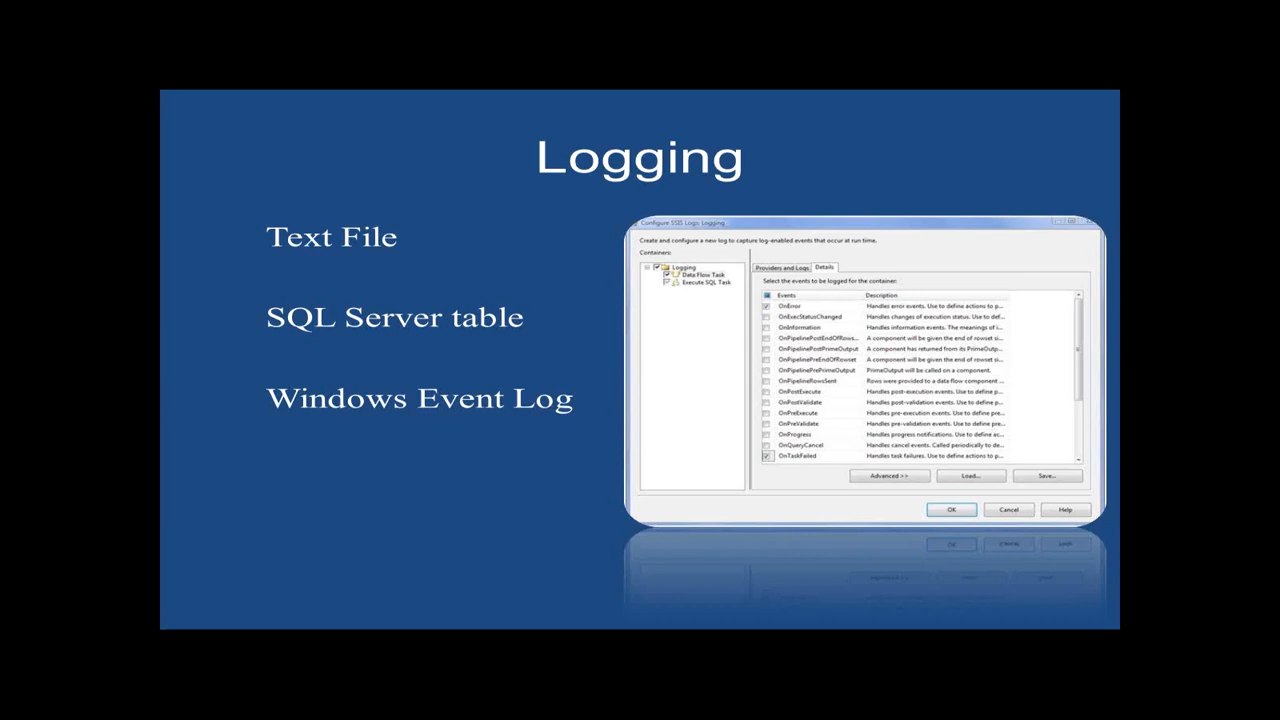 Logging
Text File
SQL Server table
Windows Event Log
Configure SSIS Logs: Logging
Create and configure a new log to capture log-enabled events that occur at run time.
Containers:
Logging
Data Flow Task
Execute SQL Task
Providers and Logs Details
Select the events to be logged for the container:
Events Description
OnError Handles error events. Use to define actions to p...
OnExecStatusChanged Handles changes of execution status. Use to def...
OnInformation Handles information events. The meanings of i...
OnPipelinePostEndOfRows... A component will be given the end of rowset si...
OnPipelinePostPrimeOutput A component has returned from its PrimeOutp...
OnPipelinePreEndOfRowset A component will be given the end of rowset si...
OnPipelinePrePrimeOutput PrimeOutput will be called on a component.
OnPipelineRowsSent Rows were provided to a data flow component ...
OnPostExecute Handles post-execution events. Use to define p...
OnPostValidate Handles post-validation events. Use to define p...
OnPreExecute Handles pre-execution events. Use to define pre...
OnPreValidate Handles pre-validation events. Use to define pre...
OnProgress Handles progress notifications. Use to define ac...
OnQueryCancel Handles cancel events. Called periodically to de...
OnTaskFailed Handles task failures. Use to define actions to p...
Advanced >> Load... Save...
OK Cancel Help